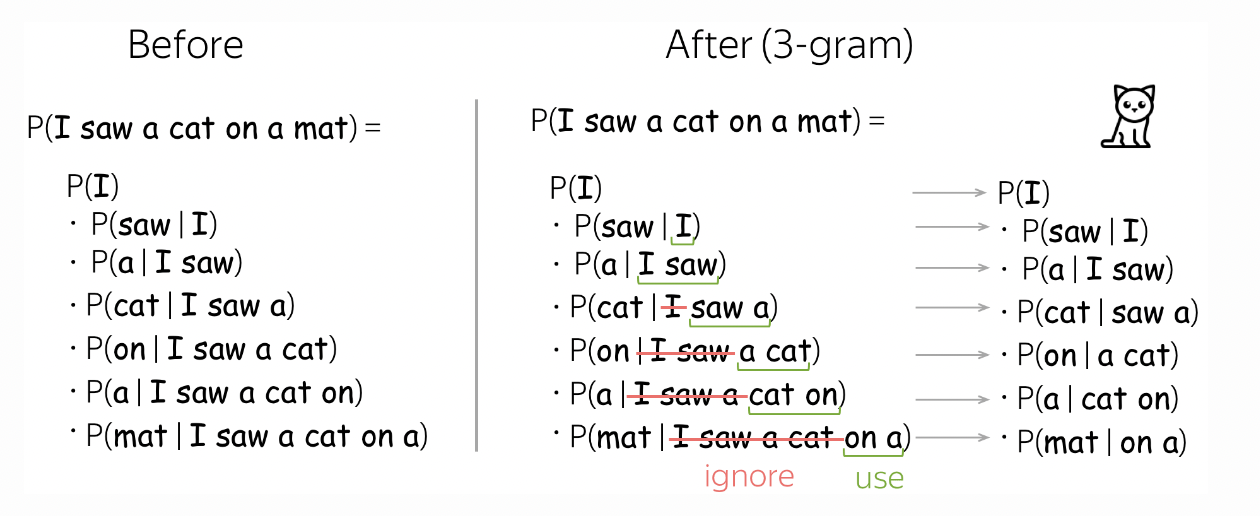 Before
P(I saw a cat on a mat) =
P(I)
· P(saw | I)
· P(a | I saw)
· P(cat | I saw a)
· P(on | I saw a cat)
· P(a | I saw a cat on)
· P(mat | I saw a cat on a)
After (3-gram)
P(I saw a cat on a mat) =
P(I)
· P(saw | I)
· P(a | I saw)
· P(cat | I saw a)
· P(on | I saw a cat)
· P(a | I saw a cat on)
· P(mat | I saw a cat on a)
ignore use
P(I)
· P(saw | I)
· P(a | I saw)
· P(cat | saw a)
· P(on | a cat)
· P(a | cat on)
· P(mat | on a)